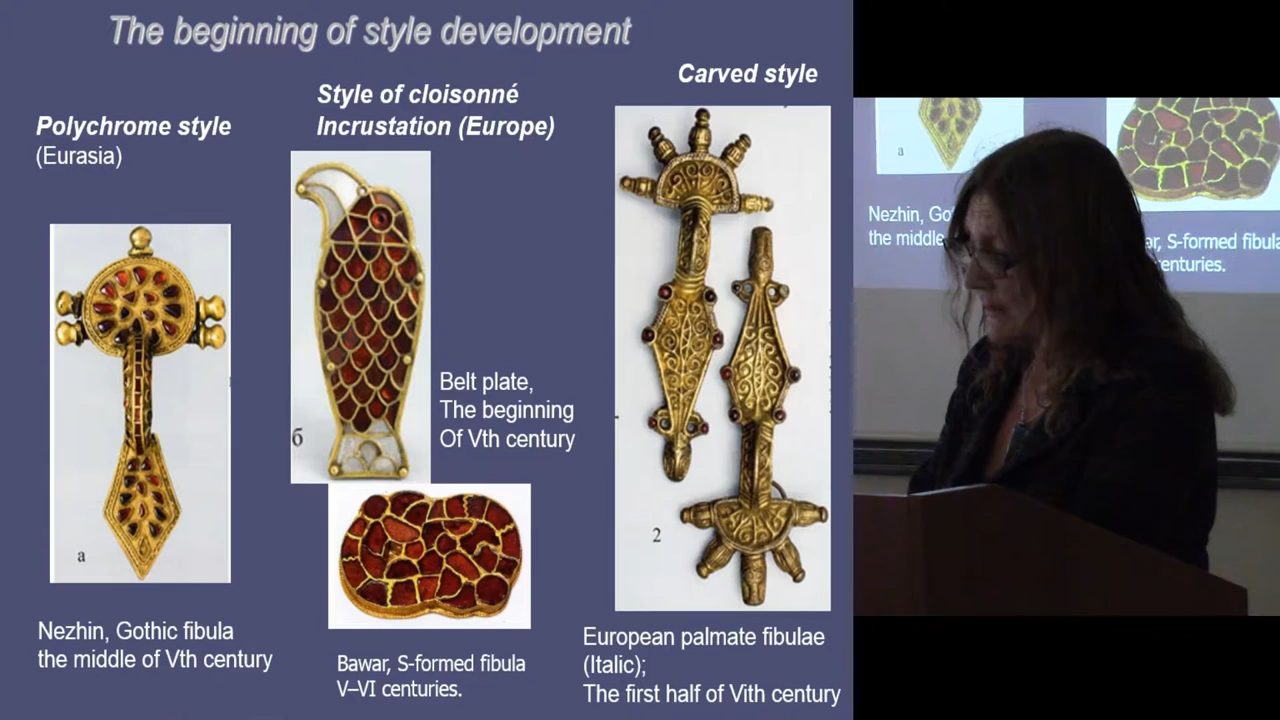 The beginning of style development
Polychrome style
(Eurasia)
Style of cloisonné
Incrustation (Europe)
Carved style
a
Nezhin, Gothic fibula
the middle of Vth century
б
Belt plate,
The beginning
Of Vth century
Bawar, S-formed fibula
V–VI centuries.
2
European palmate fibulae
(Italic);
The first half of Vith century
a
Nezhin,
the middle
S-formed fibula
centuries.